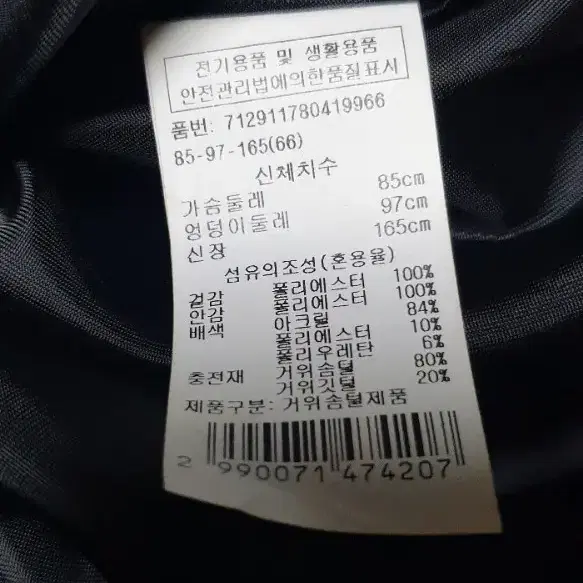 전기용품 및 생활용품
안전관리법에의한품질표시
품번: 712911780419966
85-97-165(66)
신체치수
가슴둘레 85cm
엉덩이둘레 97cm
신장 165cm
섬유의조성(혼용율)
겉감 폴리에스터 100%
안감 폴리에스터 100%
배색 아크릴 84%
폴리에스터 10%
폴리우레탄 6%
충전재 거위솜털 80%
거위깃털 20%
제품구분: 거위솜털제품
2 990071 474207